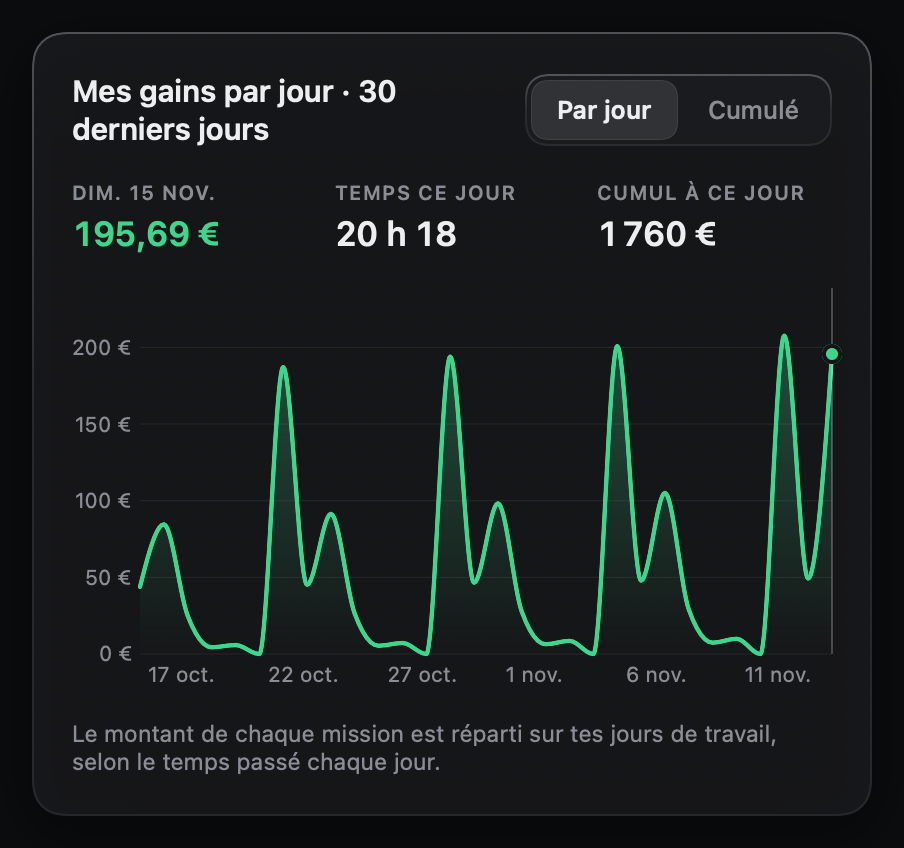 Mes gains par jour · 30
derniers jours
Par jour
Cumulé
DIM. 15 NOV.
195,69 €
TEMPS CE JOUR
20 h 18
CUMUL À CE JOUR
1 760 €
200 €
150 €
100 €
50 €
0 €
17 oct.
22 oct.
27 oct.
1 nov.
6 nov.
11 nov.
Le montant de chaque mission est réparti sur tes jours de travail,
selon le temps passé chaque jour.